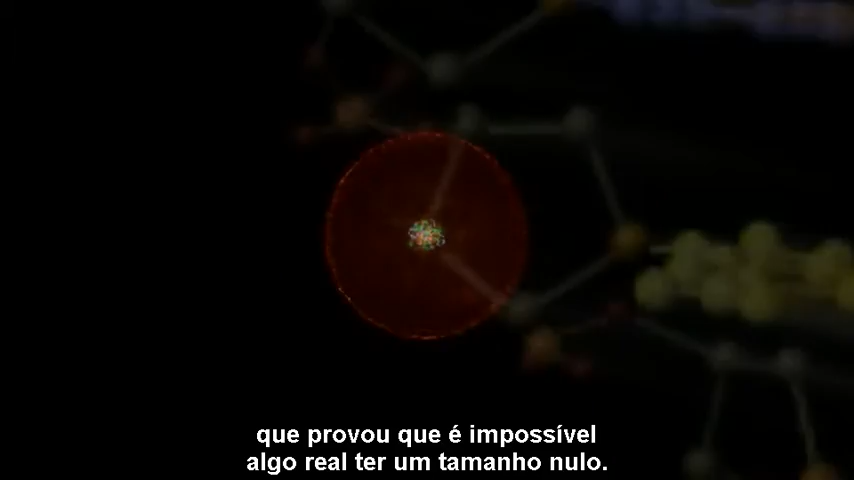 que provou que é impossível
algo real ter um tamanho nulo.